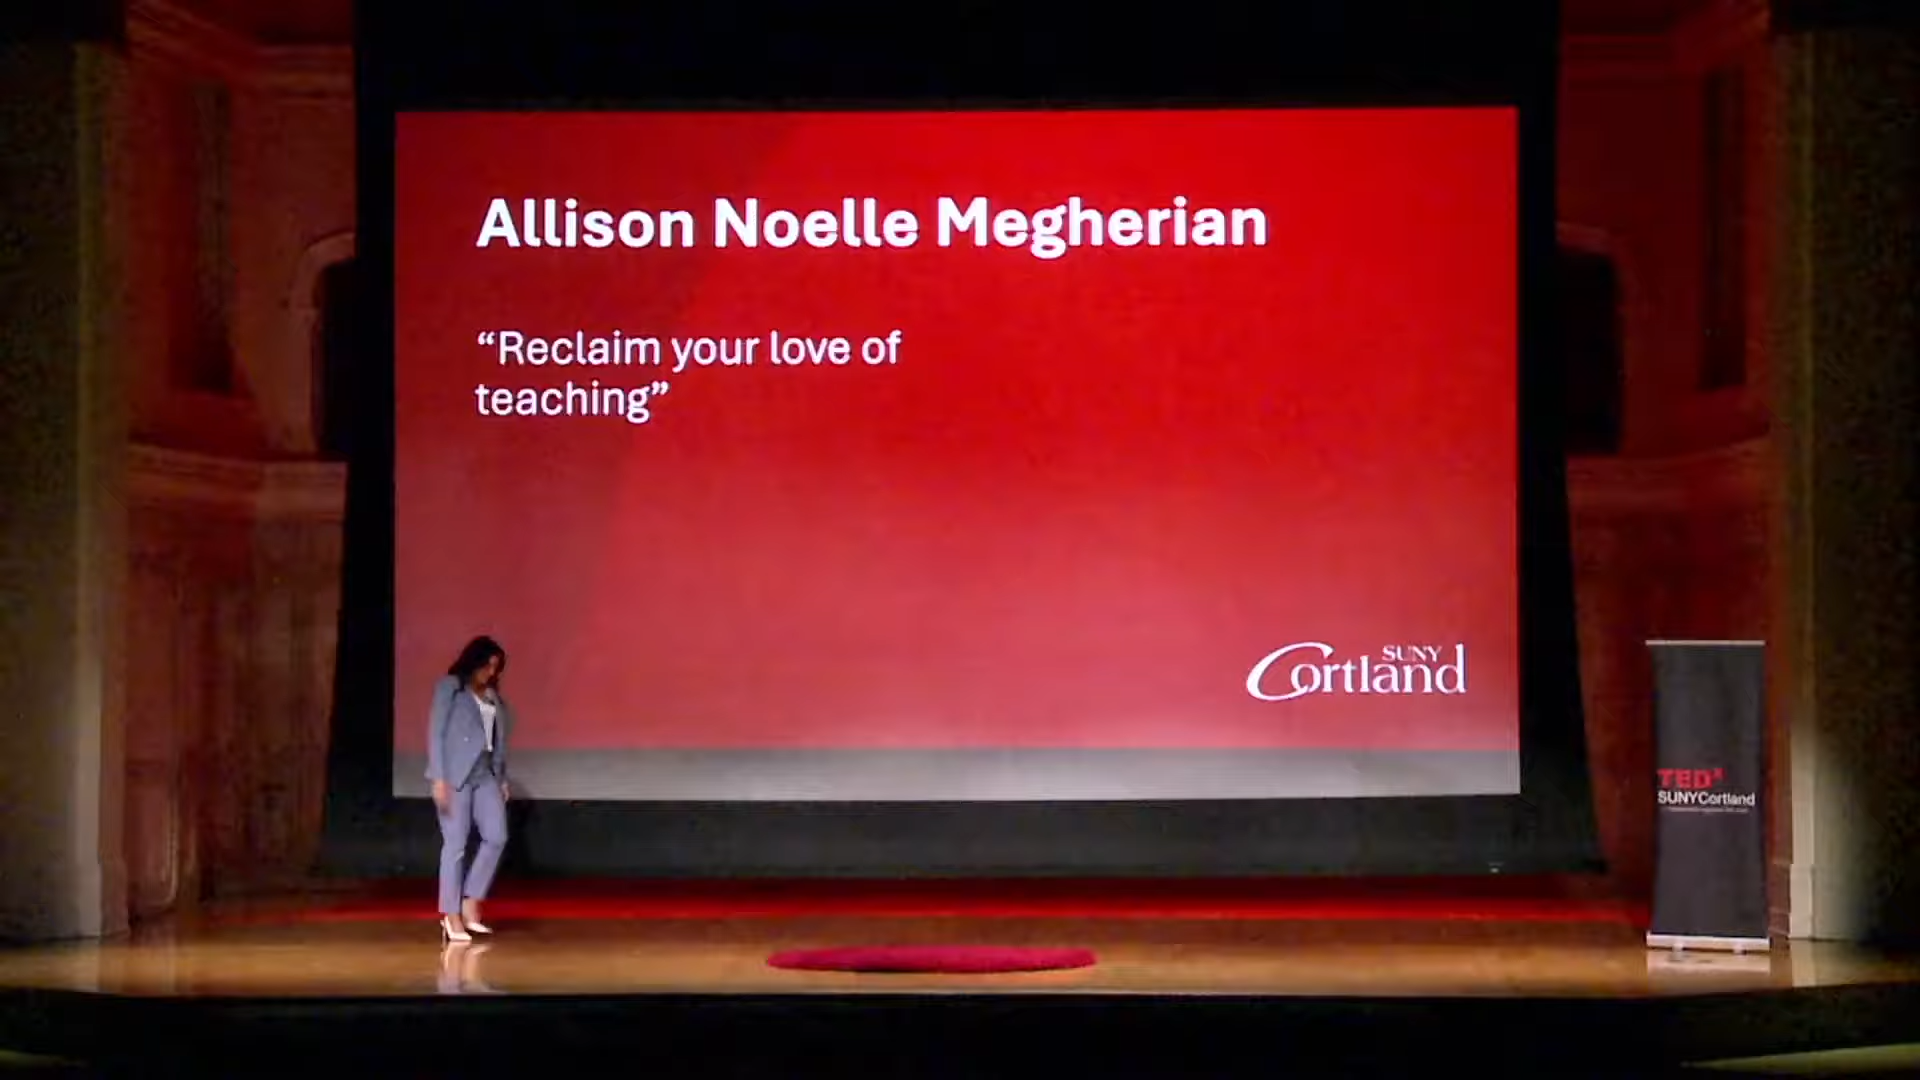 Allison Noelle Megherian
“Reclaim your love of
teaching”
SUNY
Cortland
TEDx
SUNYCortland